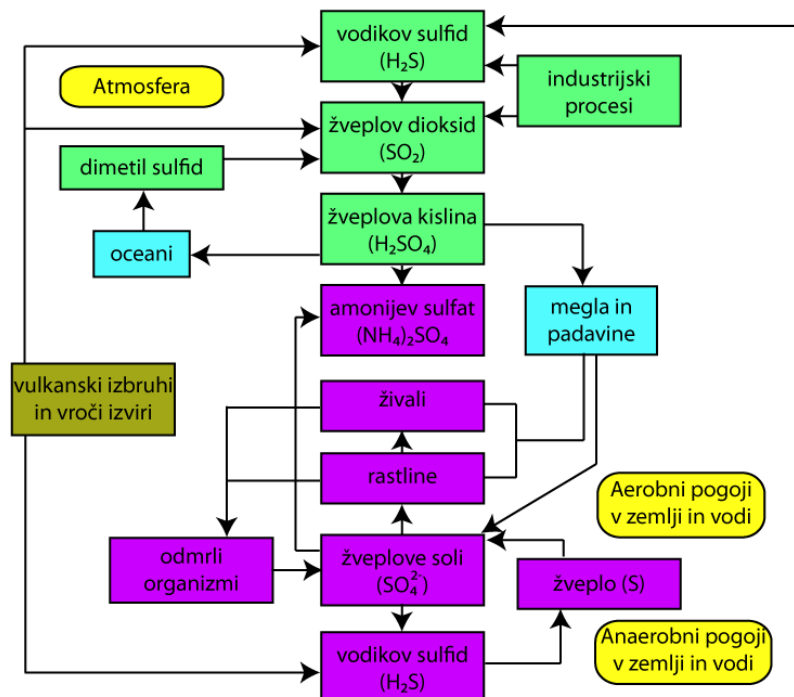 vodikov sulfid
(H₂S)
industrijski
procesi
Atmosfera
žveplov dioksid
(SO₂)
dimetil sulfid
žveplova kislina
(H₂SO₄)
oceani
amonijev sulfat
(NH₄)₂SO₄
megla in
padavine
vulkanski izbruhi
in vroči izviri
živali
rastline
Aerobni pogoji
v zemlji in vodi
odmrli
organizmi
žveplove soli
(SO₄²⁻)
žveplo (S)
Anaerobni pogoji
v zemlji in vodi
vodikov sulfid
(H₂S)